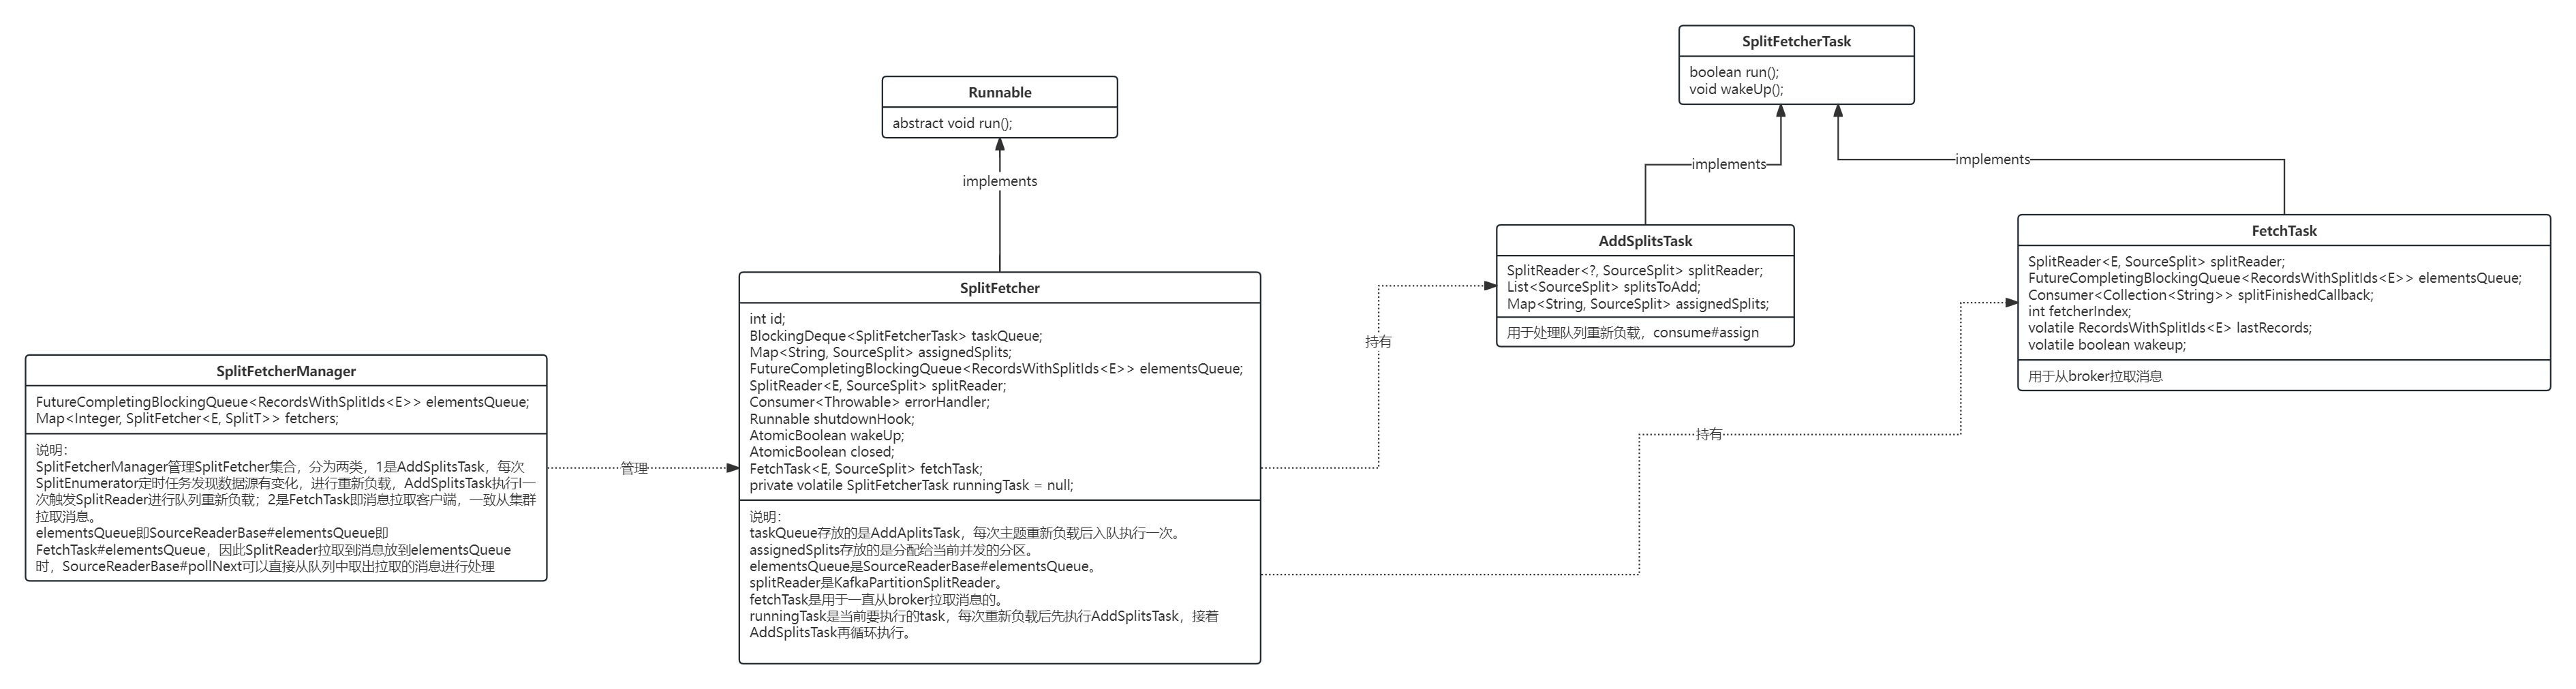 SplitFetcherTask
boolean run();
void wakeUp();
Runnable
abstract void run();
implements
implements
implements
AddSplitsTask
SplitReader<?, SourceSplit> splitReader;
List<SourceSplit> splitsToAdd;
Map<String, SourceSplit> assignedSplits;
用于处理队列重新负载，consume#assign
FetchTask
SplitReader<E, SourceSplit> splitReader;
FutureCompletingBlockingQueue<RecordsWithSplitIds<E>> elementsQueue;
Consumer<Collection<String>> splitFinishedCallback;
int fetcherIndex;
volatile RecordsWithSplitIds<E> lastRecords;
volatile boolean wakeup;
用于从broker拉取消息
SplitFetcher
int id;
BlockingDeque<SplitFetcherTask> taskQueue;
Map<String, SourceSplit> assignedSplits;
FutureCompletingBlockingQueue<RecordsWithSplitIds<E>> elementsQueue;
SplitReader<E, SourceSplit> splitReader;
Consumer<Throwable> errorHandler;
Runnable shutdownHook;
AtomicBoolean wakeUp;
AtomicBoolean closed;
FetchTask<E, SourceSplit> fetchTask;
private volatile SplitFetcherTask runningTask = null;
说明：
taskQueue存放的是AddAplitsTask，每次主题重新负载后入队执行一次。
assignedSplits存放的是分配给当前并发的分区。
elementsQueue是SourceReaderBase#elementsQueue。
splitReader是KafkaPartitionSplitReader。
fetchTask是用于一直从broker拉取消息的。
runningTask是当前要执行的task，每次重新负载后先执行AddSplitsTask，接着
AddSplitsTask再循环执行。
持有
持有
SplitFetcherManager
FutureCompletingBlockingQueue<RecordsWithSplitIds<E>> elementsQueue;
Map<Integer, SplitFetcher<E, SplitT>> fetchers;
说明：
SplitFetcherManager管理SplitFetcher集合，分为两类，1是AddSplitsTask，每次
SplitEnumerator定时任务发现数据源有变化，进行重新负载，AddSplitsTask执行l一
次触发SplitReader进行队列重新负载；2是FetchTask即消息拉取客户端，一致从集群
拉取消息。
elementsQueue即SourceReaderBase#elementsQueue即
FetchTask#elementsQueue，因此SplitReader拉取到消息放到elementsQueue
时，SourceReaderBase#pollNext可以直接从队列中取出拉取的消息进行处理
管理